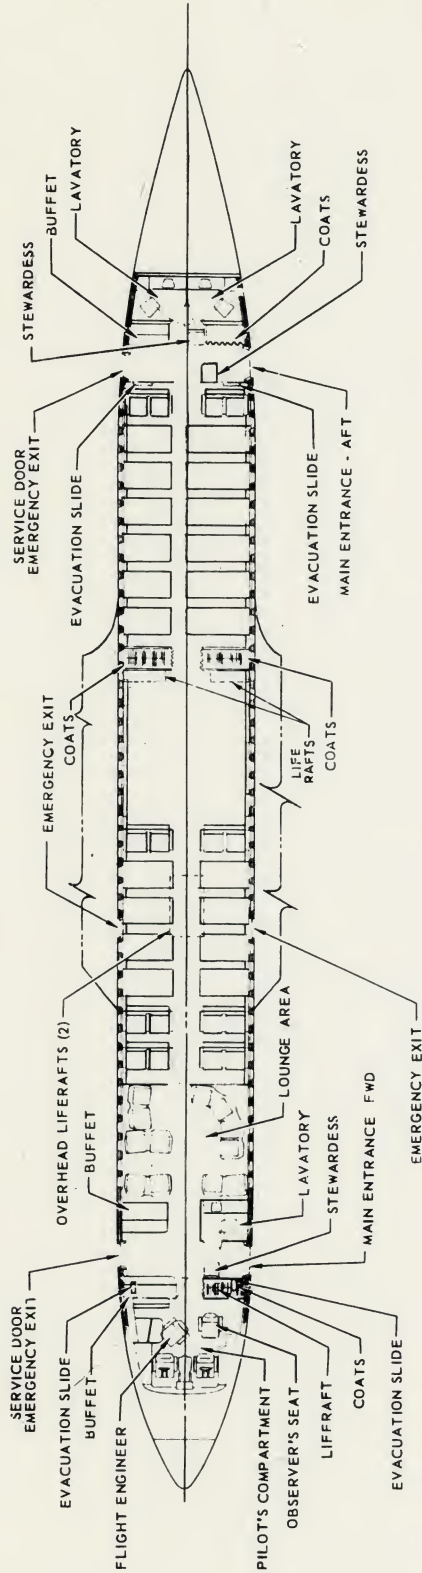 SERVICE DOOR
EMERGENCY EXIT
EVACUATION SLIDE
BUFFET
FLIGHT ENGINEER
OVERHEAD LIFERAFTS (2)
BUFFET
EMERGENCY EXIT
COATS
SERVICE DOOR
EMERGENCY EXIT
EVACUATION SLIDE
STEWARDESS
BUFFET
LAVATORY
PILOT'S COMPARTMENT
OBSERVER'S SEAT
LIFFRAFT
COATS
EVACUATION SLIDE
MAIN ENTRANCE FWD
STEWARDESS
LAVATORY
LOUNGE AREA
EMERGENCY EXIT
LIFE
RAFTS
COATS
EVACUATION SLIDE
MAIN ENTRANCE - AFT
STEWARDESS
COATS
LAVATORY